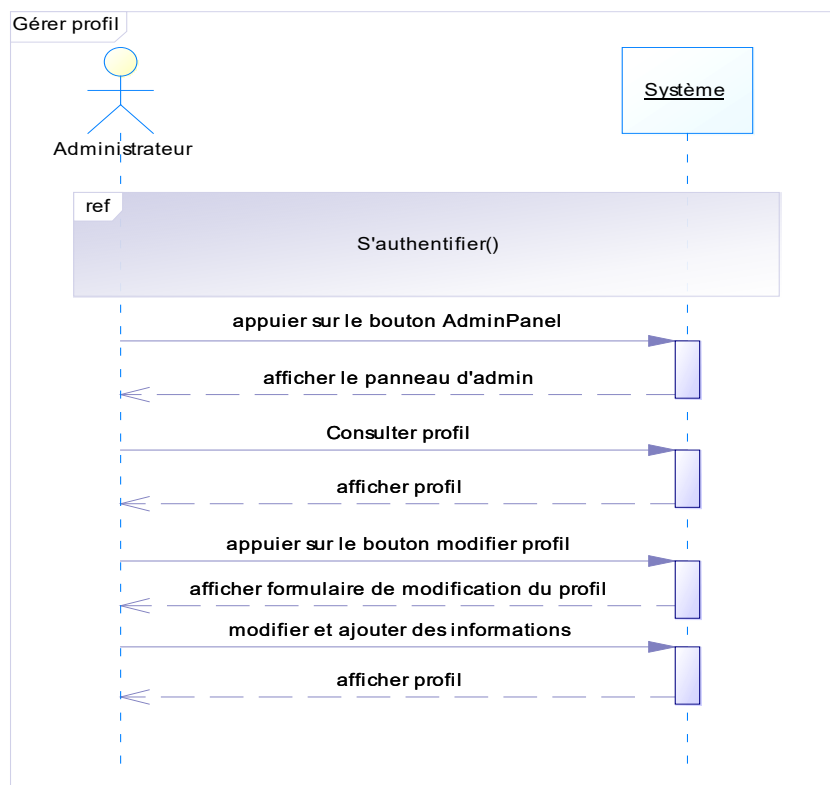 Gérer profil
Système
Administrateur
ref
S'authentifier()
appuier sur le bouton AdminPanel
afficher le panneau d'admin
Consulter profil
afficher profil
appuier sur le bouton modifier profil
afficher formulaire de modification du profil
modifier et ajouter des informations
afficher profil